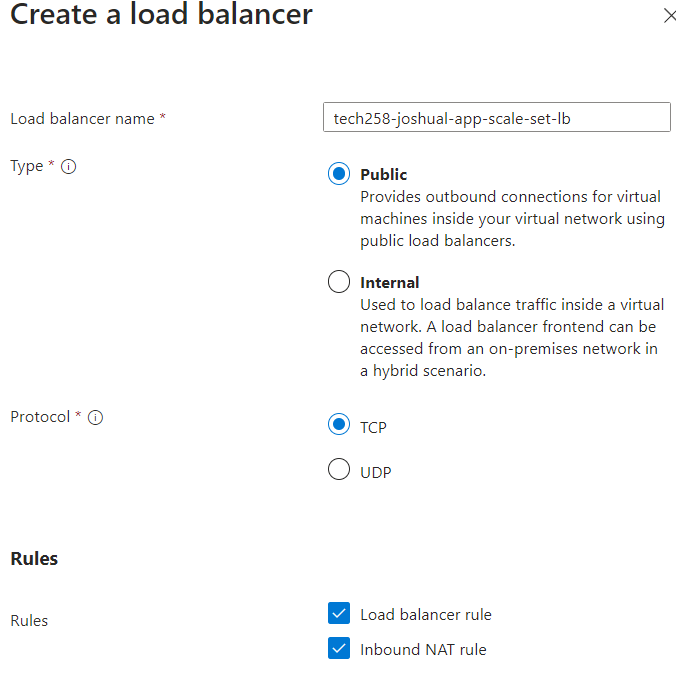 Create a load balancer
Load balancer name *
tech258-joshual-app-scale-set-lb
Type *
Public
Provides outbound connections for virtual
machines inside your virtual network using
public load balancers.
Internal
Used to load balance traffic inside a virtual
network. A load balancer frontend can be
accessed from an on-premises network in
a hybrid scenario.
Protocol *
TCP
UDP
Rules
Rules
Load balancer rule
Inbound NAT rule